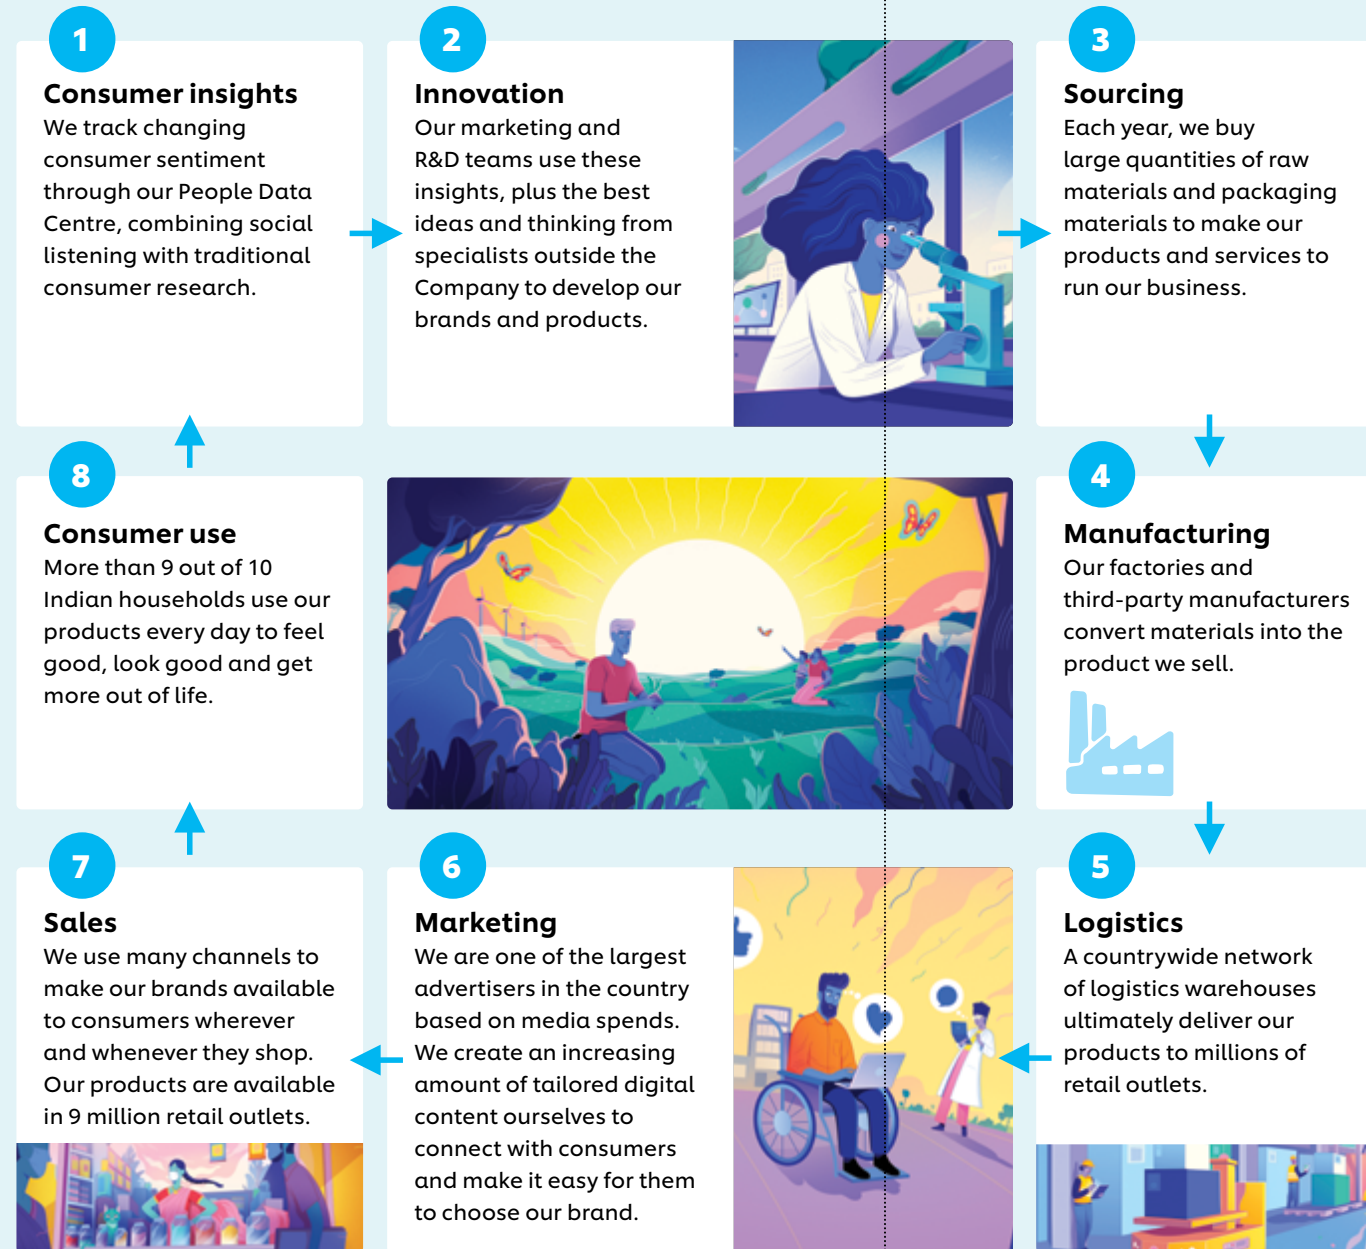 1
Consumer insights
We track changing
consumer sentiment
through our People Data
Centre, combining social
listening with traditional
consumer research.
2
Innovation
Our marketing and
R&D teams use these
insights, plus the best
ideas and thinking from
specialists outside the
Company to develop our
brands and products.
3
Sourcing
Each year, we buy
large quantities of raw
materials and packaging
materials to make our
products and services to
run our business.
4
Manufacturing
Our factories and
third-party manufacturers
convert materials into the
product we sell.
5
Logistics
A countrywide network
of logistics warehouses
ultimately deliver our
products to millions of
retail outlets.
6
Marketing
We are one of the largest
advertisers in the country
based on media spends.
We create an increasing
amount of tailored digital
content ourselves to
connect with consumers
and make it easy for them
to choose our brand.
7
Sales
We use many channels to
make our brands available
to consumers wherever
and whenever they shop.
Our products are available
in 9 million retail outlets.
8
Consumer use
More than 9 out of 10
Indian households use our
products every day to feel
good, look good and get
more out of life.